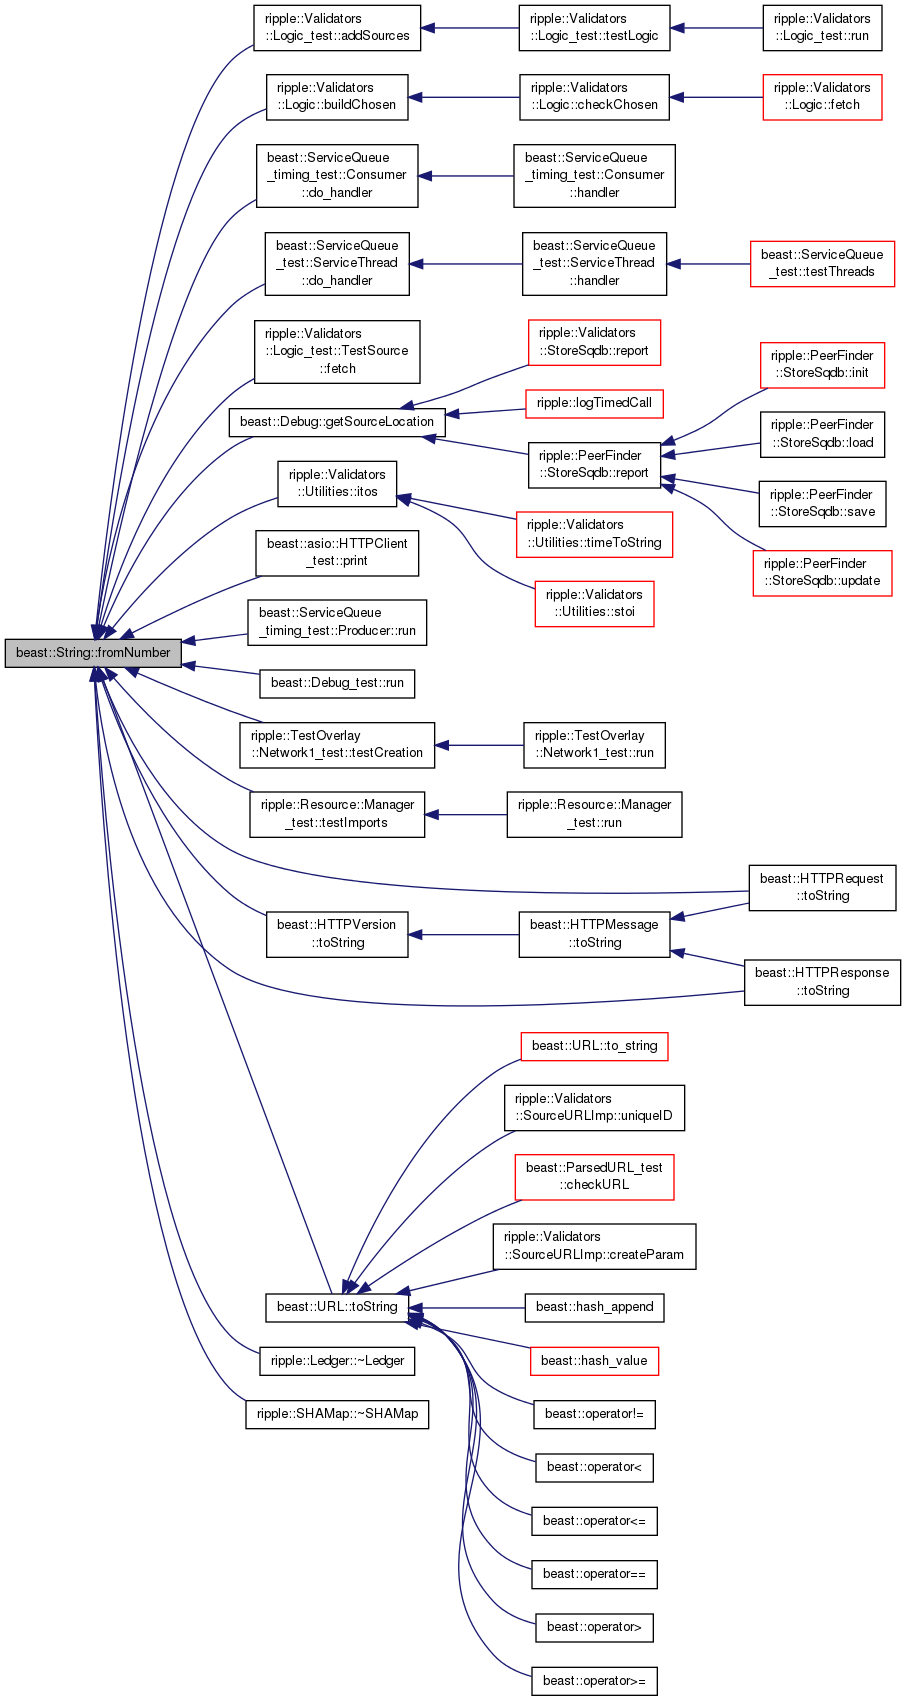 ripple::Validators
::Logic_test::addSources
ripple::Validators
::Logic_test::testLogic
ripple::Validators
::Logic_test::run
ripple::Validators
::Logic::buildChosen
ripple::Validators
::Logic::checkChosen
ripple::Validators
::Logic::fetch
beast::ServiceQueue
_timing_test::Consumer
::do_handler
beast::ServiceQueue
_timing_test::Consumer
::handler
beast::ServiceQueue
_test::ServiceThread
::do_handler
beast::ServiceQueue
_test::ServiceThread
::handler
beast::ServiceQueue
_test::testThreads
ripple::Validators
::Logic_test::TestSource
::fetch
ripple::Validators
::StoreSqdb::report
ripple::PeerFinder
::StoreSqdb::init
ripple::logTimedCall
beast::Debug::getSourceLocation
ripple::PeerFinder
::StoreSqdb::load
ripple::PeerFinder
::StoreSqdb::report
ripple::Validators
::Utilities::itos
ripple::PeerFinder
::StoreSqdb::save
ripple::Validators
::Utilities::timeToString
beast::asio::HTTPClient
_test::print
ripple::PeerFinder
::StoreSqdb::update
ripple::Validators
::Utilities::stoi
beast::ServiceQueue
_timing_test::Producer::run
beast::String::fromNumber
beast::Debug_test::run
ripple::TestOverlay
::Network1_test::testCreation
ripple::TestOverlay
::Network1_test::run
ripple::Resource::Manager
_test::testImports
ripple::Resource::Manager
_test::run
beast::HTTPRequest
::toString
beast::HTTPVersion
::toString
beast::HTTPMessage
::toString
beast::HTTPResponse
::toString
beast::URL::to_string
ripple::Validators
::SourceURLImp::uniqueID
beast::ParsedURL_test
::checkURL
ripple::Validators
::SourceURLImp::createParam
beast::URL::toString
beast::hash_append
ripple::Ledger::~Ledger
beast::hash_value
ripple::SHAMap::~SHAMap
beast::operator!=
beast::operator<
beast::operator<=
beast::operator==
beast::operator>
beast::operator>=